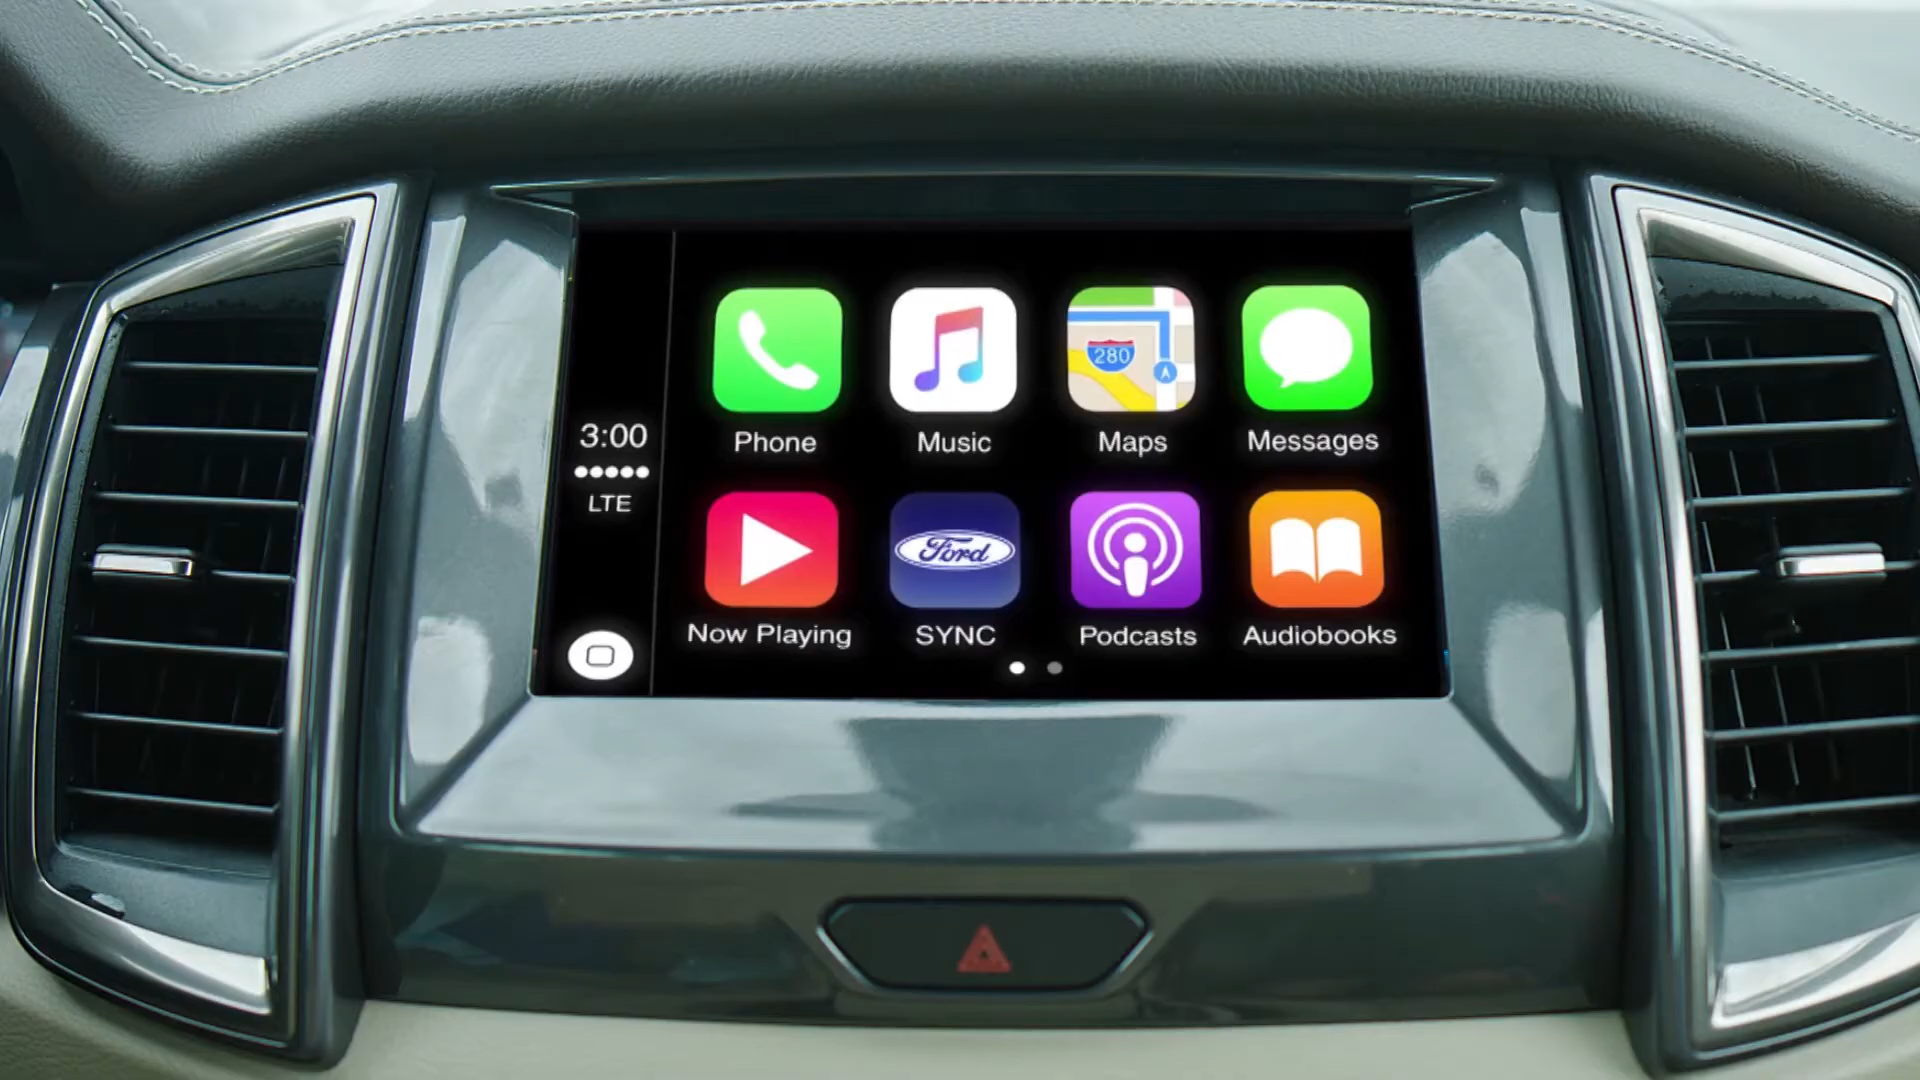 3:00
LTE
280
Phone
Music
Maps
Messages
Ford
Now Playing
SYNC
Podcasts
Audiobooks